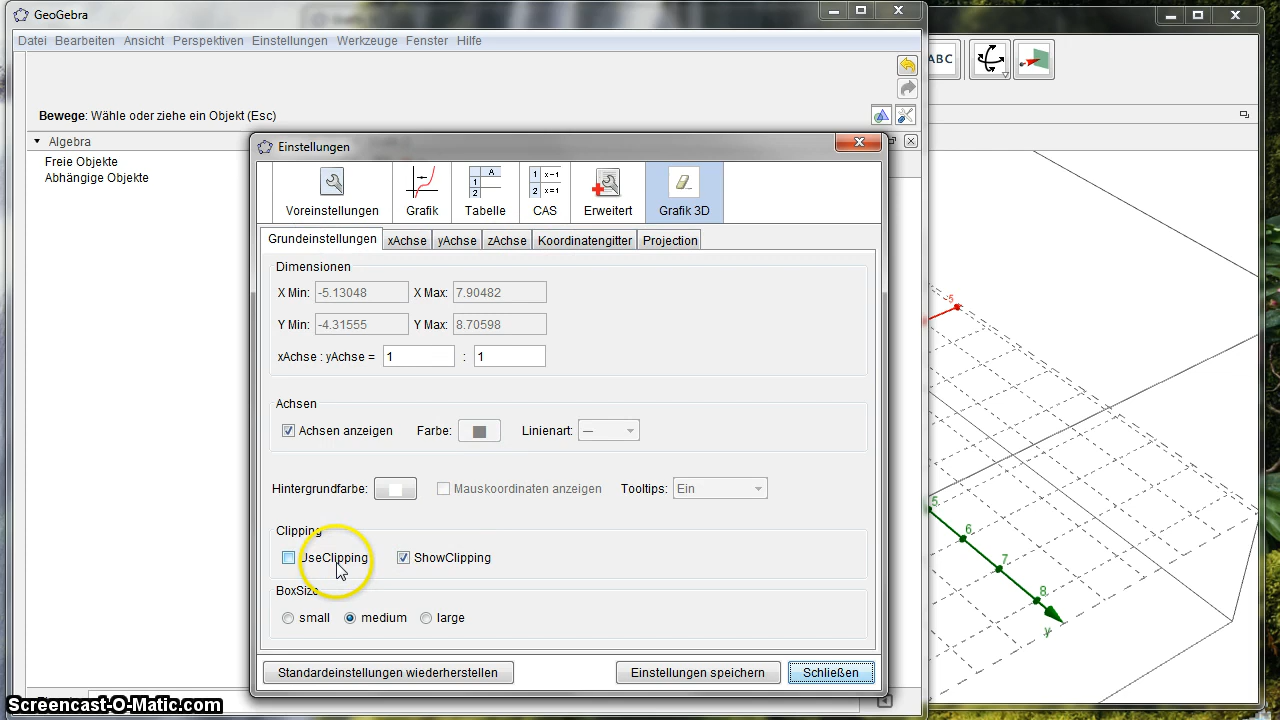 GeoGebra
Datei Bearbeiten Ansicht Perspektiven Einstellungen Werkzeuge Fenster Hilfe
ABC
Bewege: Wähle oder ziehe ein Objekt (Esc)
Algebra
Freie Objekte
Abhängige Objekte
Einstellungen
Voreinstellungen Grafik Tabelle CAS Erweitert Grafik 3D
Grundeinstellungen xAchse yAchse zAchse Koordinatengitter Projection
Dimensionen
X Min: -5.13048 X Max: 7.90482
Y Min: -4.31555 Y Max: 8.70598
xAchse : yAchse = 1 : 1
Achsen
Achsen anzeigen Farbe: Linienart:
Hintergrundfarbe: Mauskoordinaten anzeigen Tooltips: Ein
Clipping
UseClipping ShowClipping
BoxSize
small medium large
Standardeinstellungen wiederherstellen Einstellungen speichern Schließen
5
6
7
8
y
Screencast-O-Matic.com